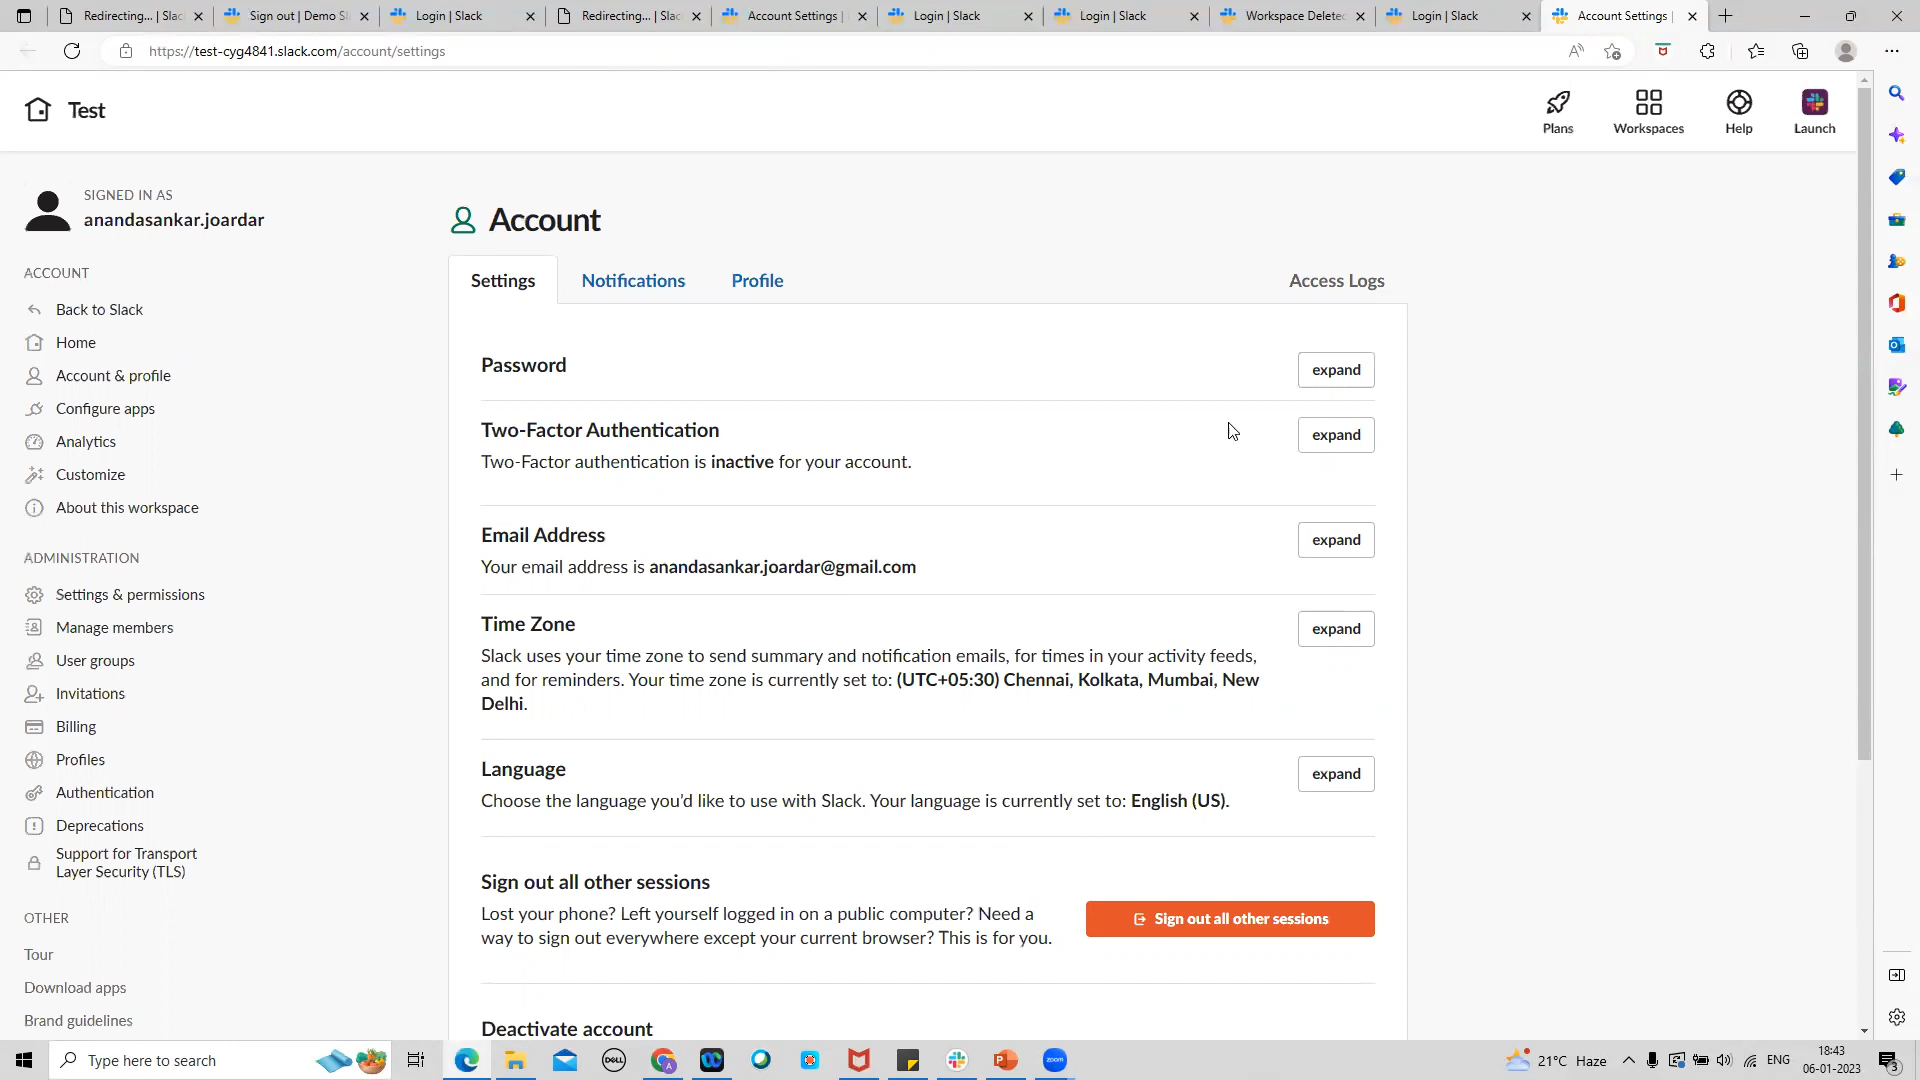 Redirecting... | Slac
Sign out | Demo Sl
Login | Slack
Redirecting... | Slac
Account Settings |
Login | Slack
Login | Slack
Workspace Deleted
Login | Slack
Account Settings |
https://test-cyg4841.slack.com/account/settings
Test
Plans
Workspaces
Help
Launch
SIGNED IN AS
anandasankar.joardar
ACCOUNT
Back to Slack
Home
Account & profile
Configure apps
Analytics
Customize
About this workspace
ADMINISTRATION
Settings & permissions
Manage members
User groups
Invitations
Billing
Profiles
Authentication
Deprecations
Support for Transport
Layer Security (TLS)
OTHER
Tour
Download apps
Brand guidelines
Account
Settings
Notifications
Profile
Access Logs
Password
expand
Two-Factor Authentication
expand
Two-Factor authentication is inactive for your account.
Email Address
expand
Your email address is anandasankar.joardar@gmail.com
Time Zone
expand
Slack uses your time zone to send summary and notification emails, for times in your activity feeds,
and for reminders. Your time zone is currently set to: (UTC+05:30) Chennai, Kolkata, Mumbai, New
Delhi.
Language
expand
Choose the language you'd like to use with Slack. Your language is currently set to: English (US).
Sign out all other sessions
Lost your phone? Left yourself logged in on a public computer? Need a
way to sign out everywhere except your current browser? This is for you.
Sign out all other sessions
Deactivate account
Type here to search
DELL
A
zoom
21°C Haze
ENG
18:43
06-01-2023
3